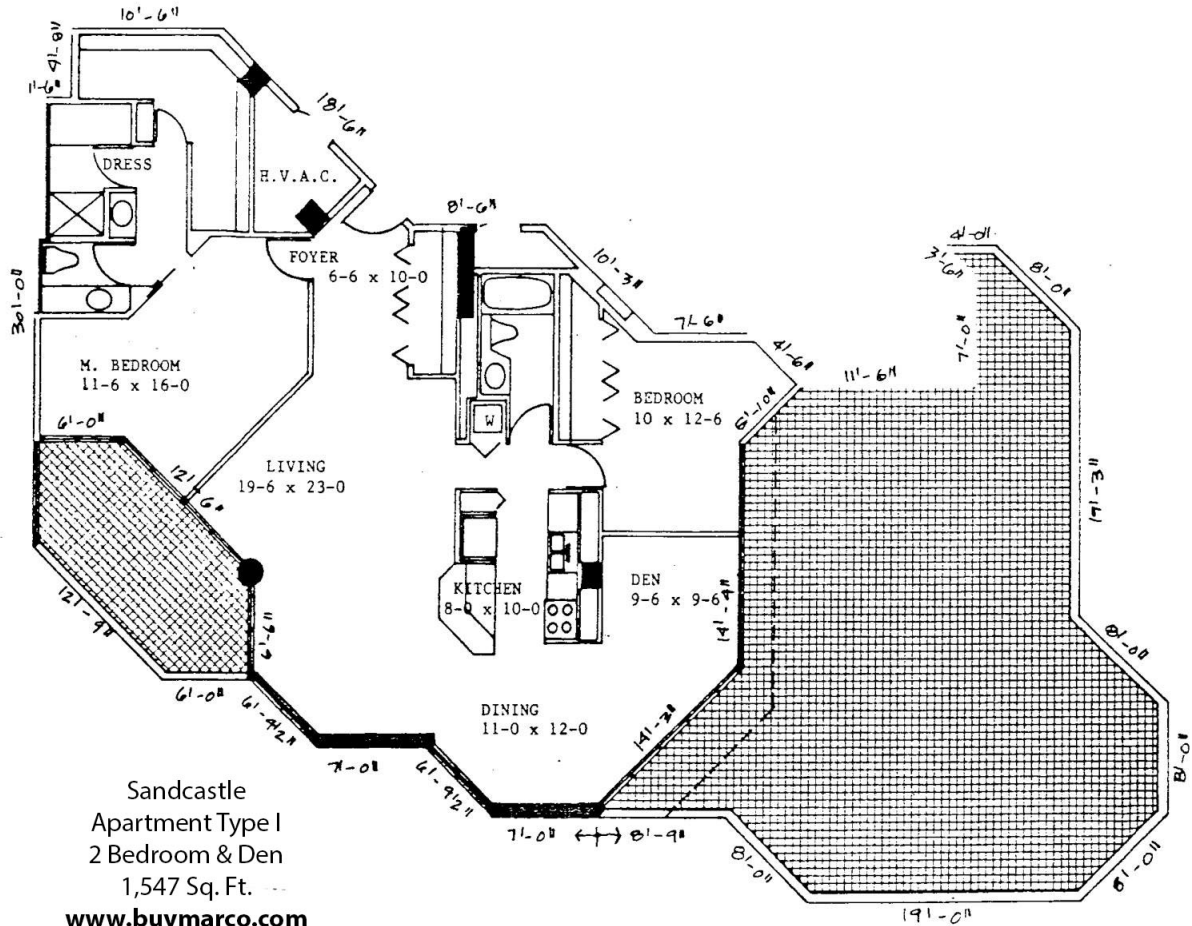 10'-6"
4'-8"
1'-6"
18'-6"
DRESS
H.V.A.C.
8'-6"
FOYER
6-6 x 10-0
10'-3"
4'-0"
3'-6"
8'-0"
30'-0"
7'-6"
7'-0"
4'-6"
M. BEDROOM
11-6 x 16-0
11'-6"
BEDROOM
10 x 12-6
W
6'-0"
LIVING
19-6 x 23-0
12'-6"
19'-3"
KITCHEN
8-0 x 10-0
DEN
9-6 x 9-6
14'-4"
12'-9"
6'-6"
8'-0"
6'-0"
6'-4½"
DINING
11-0 x 12-0
14'-3"
8'-0"
7'-0"
6'-9½"
7'-0"
8'-9"
8'-0"
8'-0"
19'-0"
Sandcastle
Apartment Type I
2 Bedroom & Den
1,547 Sq. Ft.
www.buymarco.com